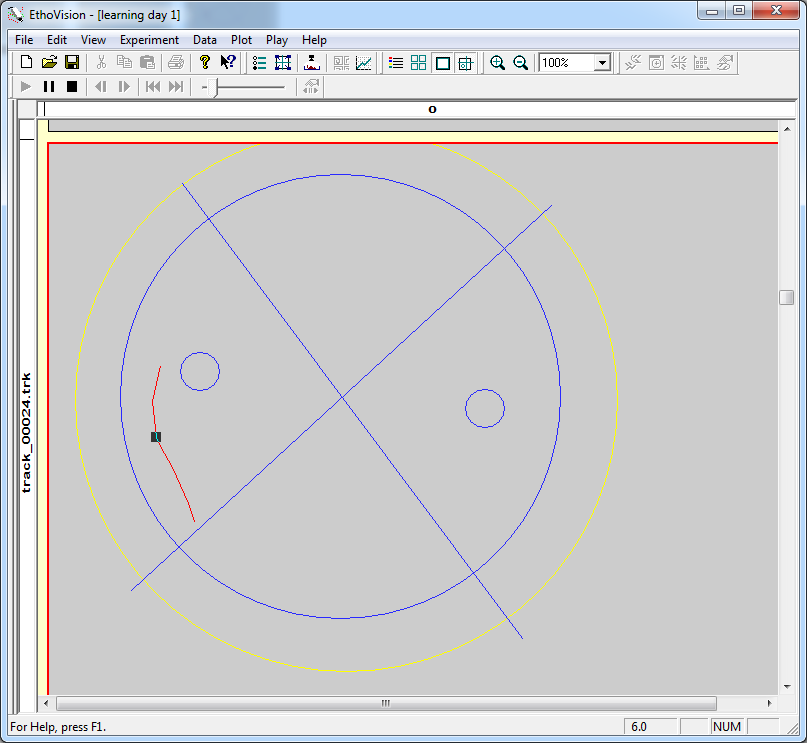 EthoVision - [learning day 1]
File Edit View Experiment Data Plot Play Help
100%
0
track_00024.trk
For Help, press F1.
6.0
NUM